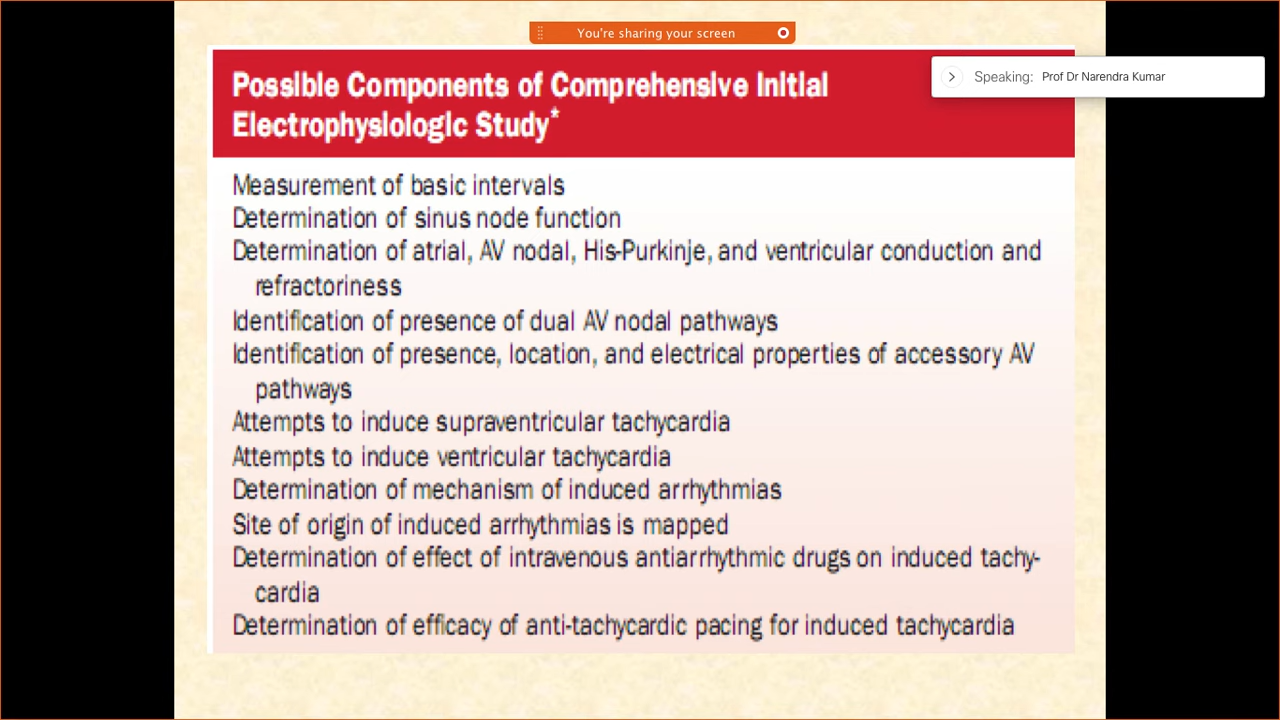 You're sharing your screen
Speaking: Prof Dr Narendra Kumar
Possible Components of Comprehensive Initial
Electrophysiologic Study*
Measurement of basic intervals
Determination of sinus node function
Determination of atrial, AV nodal, His-Purkinje, and ventricular conduction and
refractoriness
Identification of presence of dual AV nodal pathways
Identification of presence, location, and electrical properties of accessory AV
pathways
Attempts to induce supraventricular tachycardia
Attempts to induce ventricular tachycardia
Determination of mechanism of induced arrhythmias
Site of origin of induced arrhythmias is mapped
Determination of effect of intravenous antiarrhythmic drugs on induced tachy-
cardia
Determination of efficacy of anti-tachycardic pacing for induced tachycardia